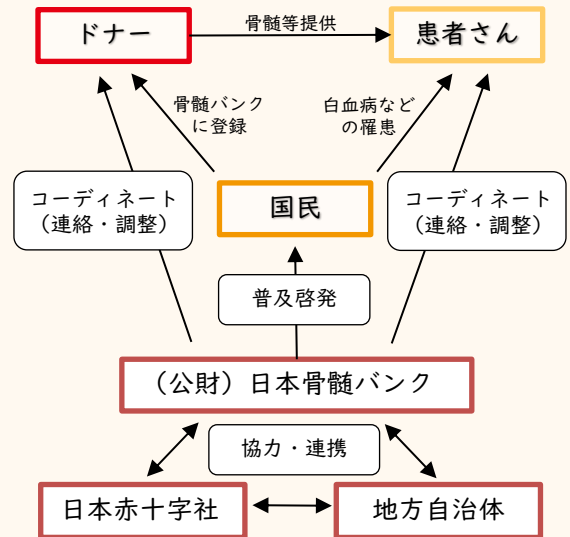 ドナー
骨髄等提供
患者さん
骨髄バンク
に登録
白血病など
の罹患
コーディネート
（連絡・調整）
国民
コーディネート
（連絡・調整）
普及啓発
（公財）日本骨髄バンク
協力・連携
日本赤十字社
地方自治体